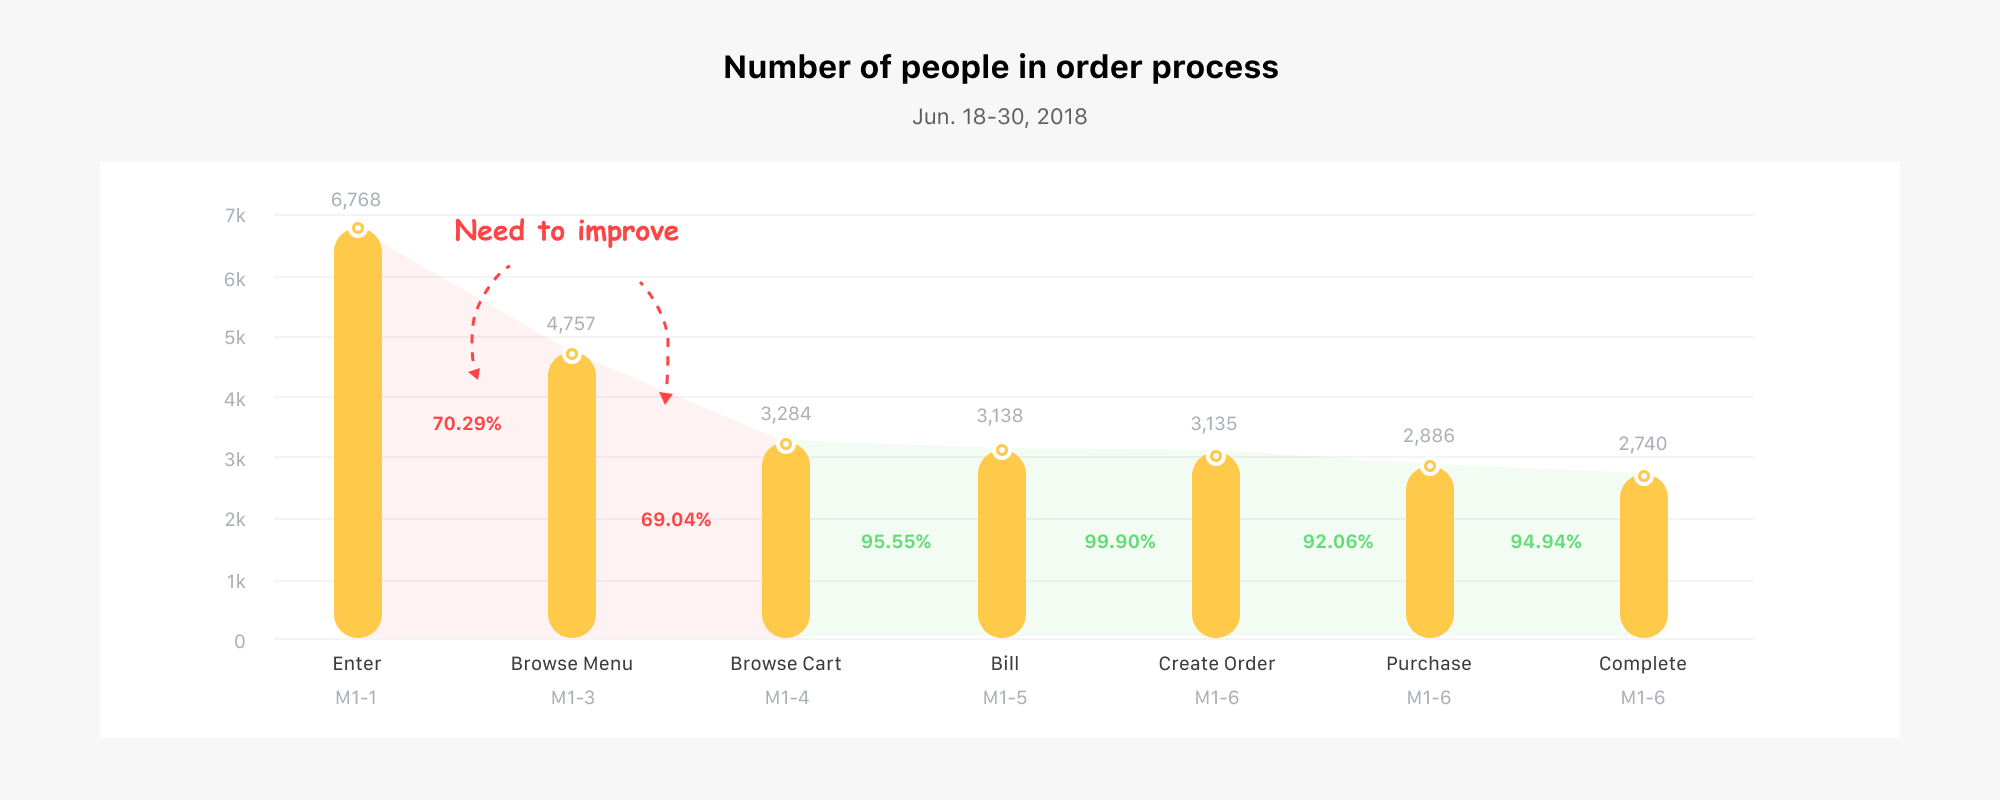 Number of people in order process
Jun. 18-30, 2018
6,768
7k
Need to improve
6k
4,757
5k
4k
3,284
3,138
3,135
2,886
2,740
70.29%
3k
69.04%
2k
95.55%
99.90%
92.06%
94.94%
1k
0
Enter
Browse Menu
Browse Cart
Bill
Create Order
Purchase
Complete
M1-1
M1-3
M1-4
M1-5
M1-6
M1-6
M1-6